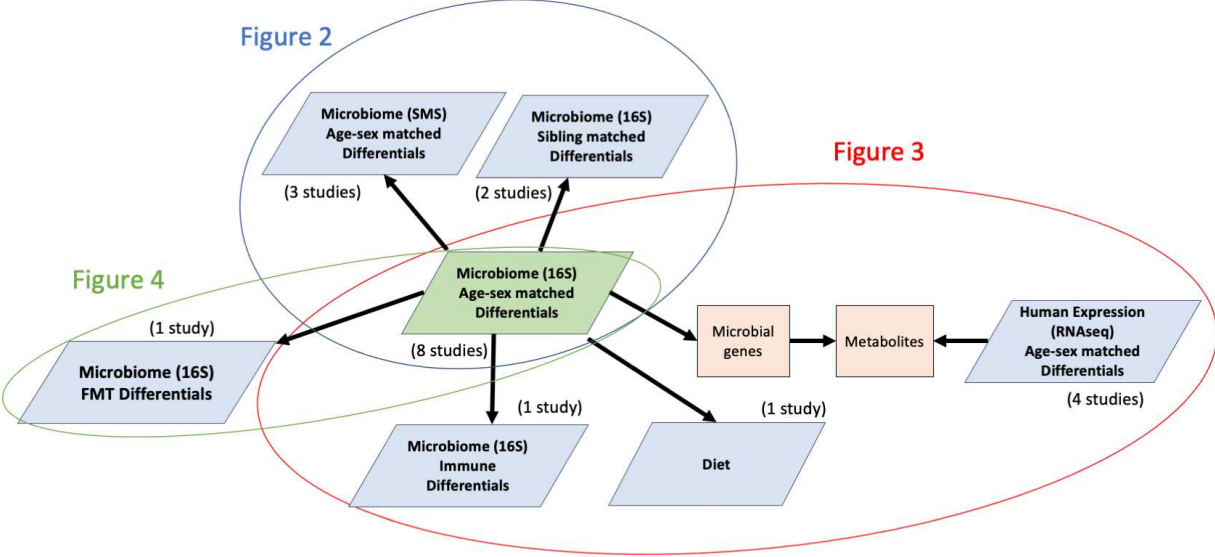 Figure 2
Microbiome (SMS)
Age-sex matched
Differentials
(3 studies)
Microbiome (16S)
Sibling matched
Differentials
(2 studies)
Figure 3
Figure 4
Microbiome (16S)
Age-sex matched
Differentials
(8 studies)
(1 study)
Microbiome (16S)
FMT Differentials
Microbial
genes
Metabolites
Human Expression
(RNAseq)
Age-sex matched
Differentials
(4 studies)
(1 study)
Microbiome (16S)
Immune
Differentials
(1 study)
Diet